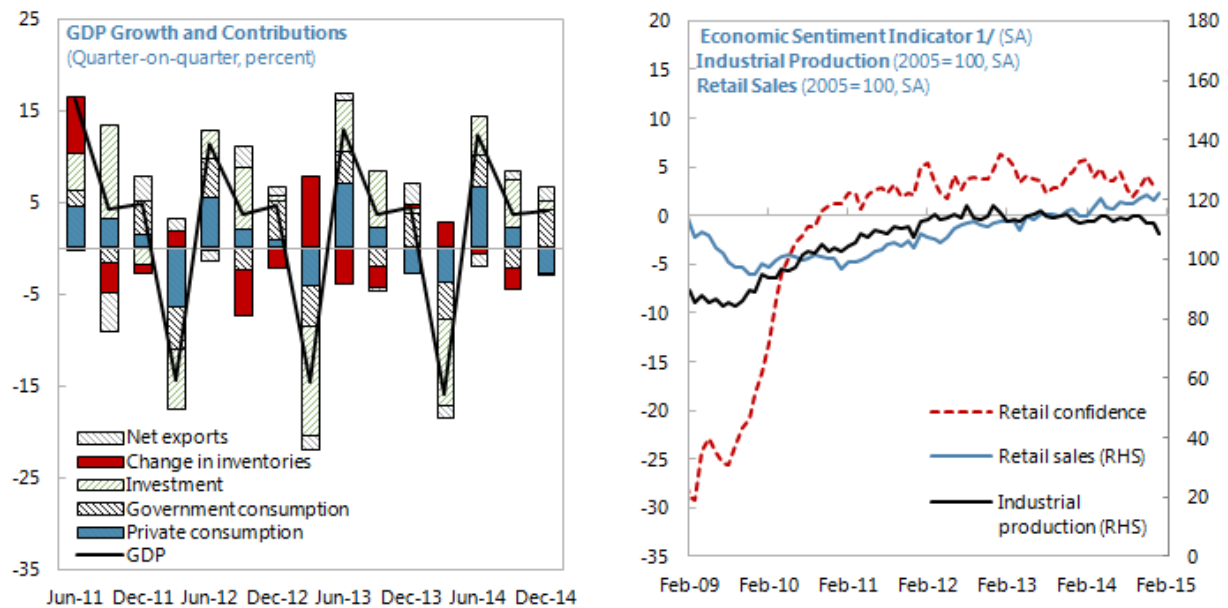 GDP Growth and Contributions
(Quarter-on-quarter, percent)
25
15
5
-5
-15
-25
-35
Net exports
Change in inventories
Investment
Government consumption
Private consumption
GDP
Jun-11 Dec-11 Jun-12 Dec-12 Jun-13 Dec-13 Jun-14 Dec-14
Economic Sentiment Indicator 1/ (SA)
Industrial Production (2005=100, SA)
Retail Sales (2005=100, SA)
20
15
10
5
0
-5
-10
-15
-20
-25
-30
-35
180
160
140
120
100
80
60
40
20
0
Retail confidence
Retail sales (RHS)
Industrial
production (RHS)
Feb-09 Feb-10 Feb-11 Feb-12 Feb-13 Feb-14 Feb-15